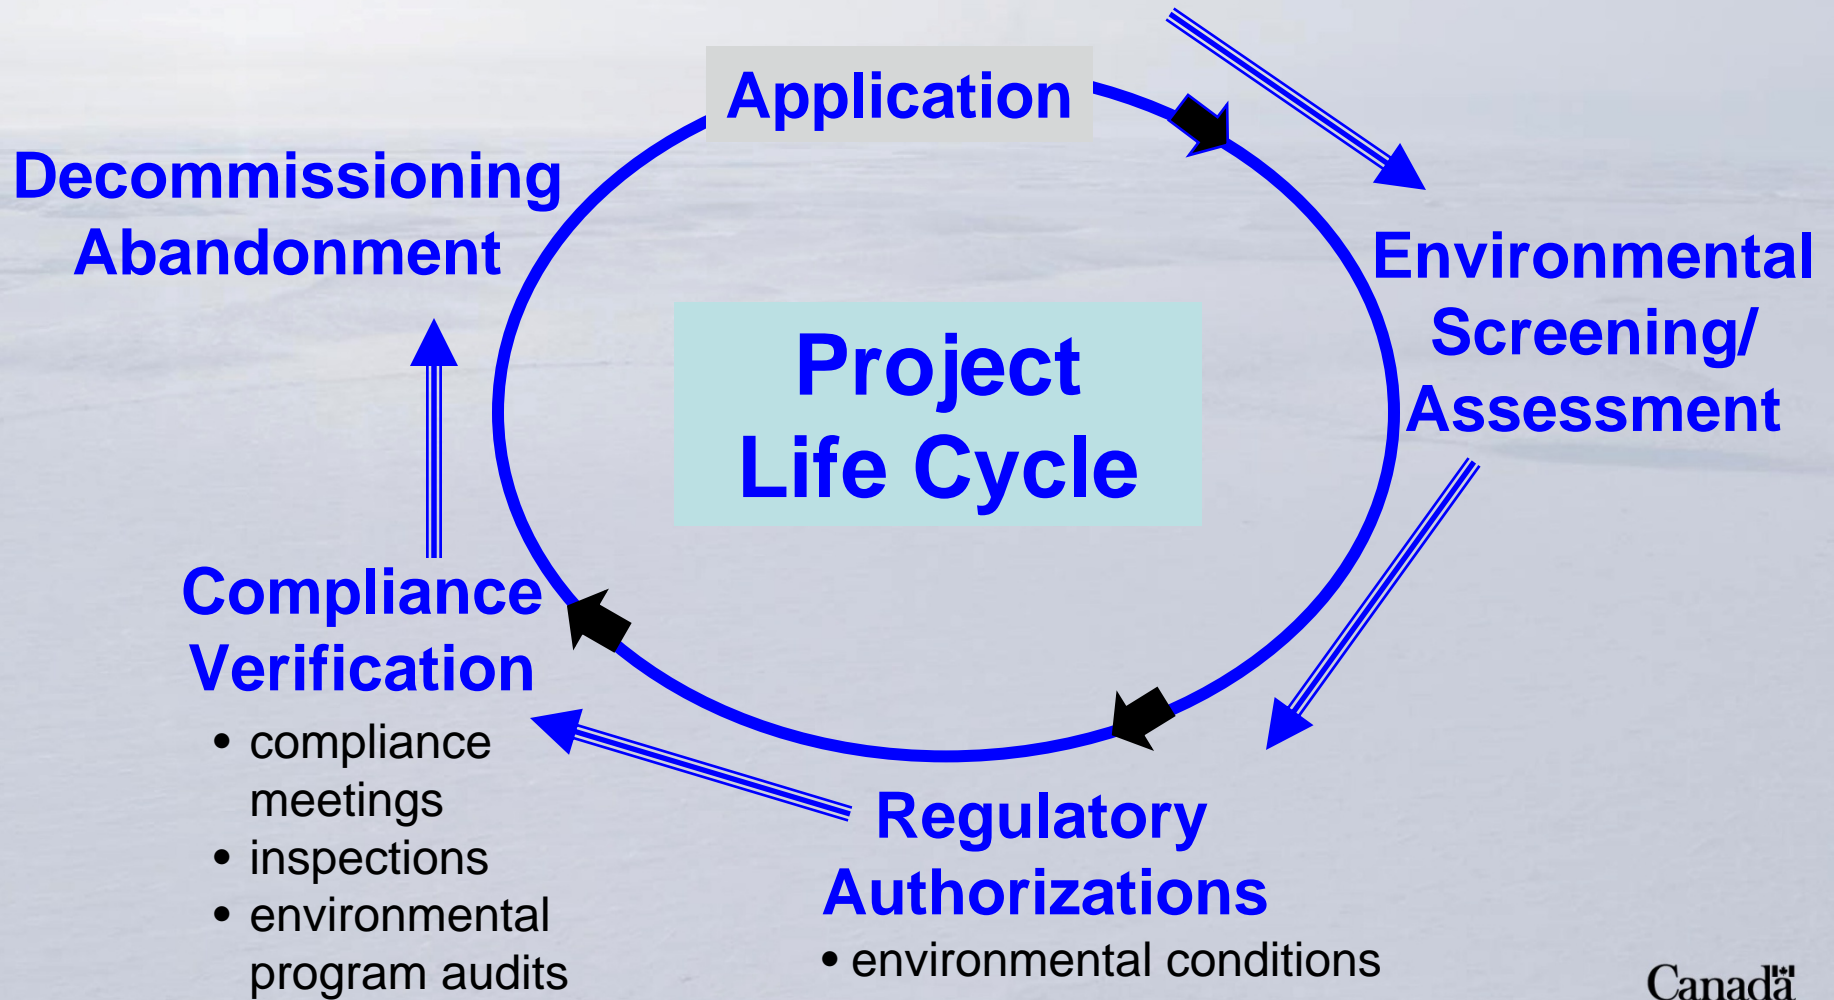 Application
Decommissioning
Abandonment
Environmental
Screening/
Assessment
Project
Life Cycle
Compliance
Verification
• compliance
meetings
• inspections
• environmental
program audits
Regulatory
Authorizations
• environmental conditions
Canada